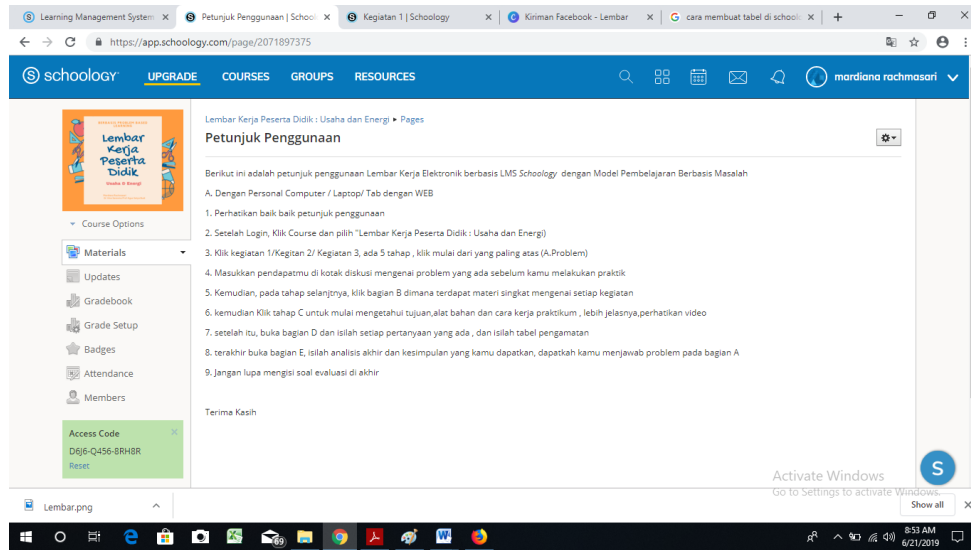 Learning Management System
Petunjuk Penggunaan | Schoolo
Kegiatan 1 | Schoology
Kiriman Facebook - Lembar
cara membuat tabel di schoolo
https://app.schoology.com/page/2071897375
schoology
UPGRADE
COURSES
GROUPS
RESOURCES
mardiana rachmasari
Lembar
Kerja
Peserta
Didik
Usaha & Energi
Course Options
Materials
Updates
Gradebook
Grade Setup
Badges
Attendance
Members
Access Code
D6J6-Q456-8RH8R
Reset
Lembar Kerja Peserta Didik : Usaha dan Energi ▸ Pages
Petunjuk Penggunaan
Berikut ini adalah petunjuk penggunaan Lembar Kerja Elektronik berbasis LMS Schoology dengan Model Pembelajaran Berbasis Masalah
A. Dengan Personal Computer / Laptop/ Tab dengan WEB
1. Perhatikan baik baik petunjuk penggunaan
2. Setelah Login, Klik Course dan pilih "Lembar Kerja Peserta Didik : Usaha dan Energi)
3. Klik kegiatan 1/Kegitan 2/ Kegiatan 3, ada 5 tahap , klik mulai dari yang paling atas (A.Problem)
4. Masukkan pendapatmu di kotak diskusi mengenai problem yang ada sebelum kamu melakukan praktik
5. Kemudian, pada tahap selanjtnya, klik bagian B dimana terdapat materi singkat mengenai setiap kegiatan
6. kemudian Klik tahap C untuk mulai mengetahui tujuan,alat bahan dan cara kerja praktikum , lebih jelasnya,perhatikan video
7. setelah itu, buka bagian D dan isilah setiap pertanyaan yang ada , dan isilah tabel pengamatan
8. terakhir buka bagian E, isilah analisis akhir dan kesimpulan yang kamu dapatkan, dapatkah kamu menjawab problem pada bagian A
9. Jangan lupa mengisi soal evaluasi di akhir
Terima Kasih
Activate Windows
Go to Settings to activate Windows.
Lembar.png
Show all
69
8:53 AM
6/21/2019